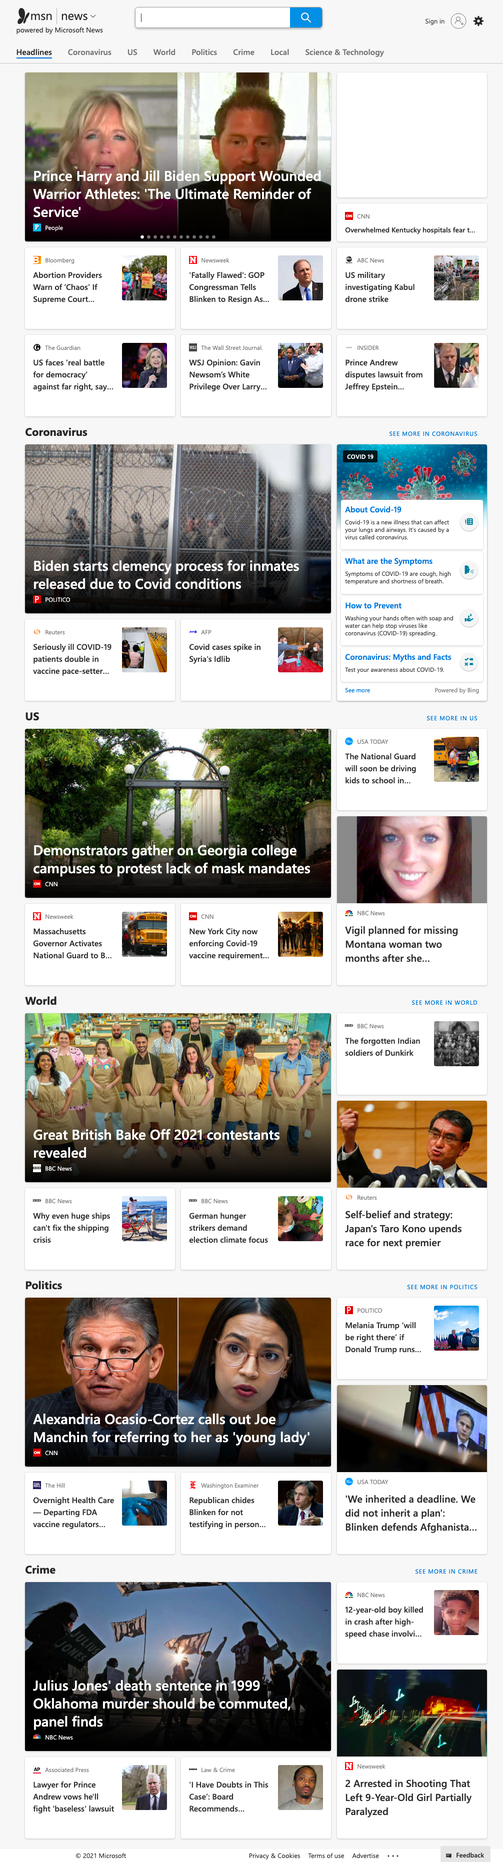 msn news
powered by Microsoft News
Sign in
Headlines Coronavirus US World Politics Crime Local Science & Technology
Prince Harry and Jill Biden Support Wounded
Warrior Athletes: 'The Ultimate Reminder of
Service'
People
CNN
Overwhelmed Kentucky hospitals fear t...
Bloomberg
Abortion Providers
Warn of 'Chaos' If
Supreme Court...
Newsweek
'Fatally Flawed': GOP
Congressman Tells
Blinken to Resign As...
ABC News
US military
investigating Kabul
drone strike
The Guardian
US faces 'real battle
for democracy'
against far right, say...
The Wall Street Journal.
WSJ Opinion: Gavin
Newsom's White
Privilege Over Larry...
INSIDER
Prince Andrew
disputes lawsuit from
Jeffrey Epstein...
Coronavirus
SEE MORE IN CORONAVIRUS
Biden starts clemency process for inmates
released due to Covid conditions
POLITICO
COVID 19
About Covid-19
Covid-19 is a new illness that can affect
your lungs and airways. It's caused by a
virus called coronavirus.
What are the Symptoms
Symptoms of COVID-19 are cough, high
temperature and shortness of breath.
How to Prevent
Washing your hands often with soap and
water can help stop viruses like
coronavirus (COVID-19) spreading.
Coronavirus: Myths and Facts
Test your awareness about COVID-19.
See more
Powered by Bing
Reuters
Seriously ill COVID-19
patients double in
vaccine pace-setter...
AFP
Covid cases spike in
Syria's Idlib
US
SEE MORE IN US
Demonstrators gather on Georgia college
campuses to protest lack of mask mandates
CNN
USA TODAY
The National Guard
will soon be driving
kids to school in...
NBC News
Vigil planned for missing
Montana woman two
months after she...
Newsweek
Massachusetts
Governor Activates
National Guard to B...
CNN
New York City now
enforcing Covid-19
vaccine requirement...
World
SEE MORE IN WORLD
Great British Bake Off 2021 contestants
revealed
BBC News
BBC News
The forgotten Indian
soldiers of Dunkirk
Reuters
Self-belief and strategy:
Japan's Taro Kono upends
race for next premier
BBC News
Why even huge ships
can't fix the shipping
crisis
BBC News
German hunger
strikers demand
election climate focus
Politics
SEE MORE IN POLITICS
Alexandria Ocasio-Cortez calls out Joe
Manchin for referring to her as 'young lady'
CNN
POLITICO
Melania Trump 'will
be right there' if
Donald Trump runs...
USA TODAY
'We inherited a deadline. We
did not inherit a plan':
Blinken defends Afghanista...
The Hill
Overnight Health Care
— Departing FDA
vaccine regulators...
Washington Examiner
Republican chides
Blinken for not
testifying in person...
Crime
SEE MORE IN CRIME
Julius Jones' death sentence in 1999
Oklahoma murder should be commuted,
panel finds
NBC News
NBC News
12-year-old boy killed
in crash after high-
speed chase involvi...
Newsweek
2 Arrested in Shooting That
Left 9-Year-Old Girl Partially
Paralyzed
AP Associated Press
Lawyer for Prince
Andrew vows he'll
fight 'baseless' lawsuit
Law & Crime
'I Have Doubts in This
Case': Board
Recommends...
© 2021 Microsoft
Privacy & Cookies Terms of use Advertise
Feedback